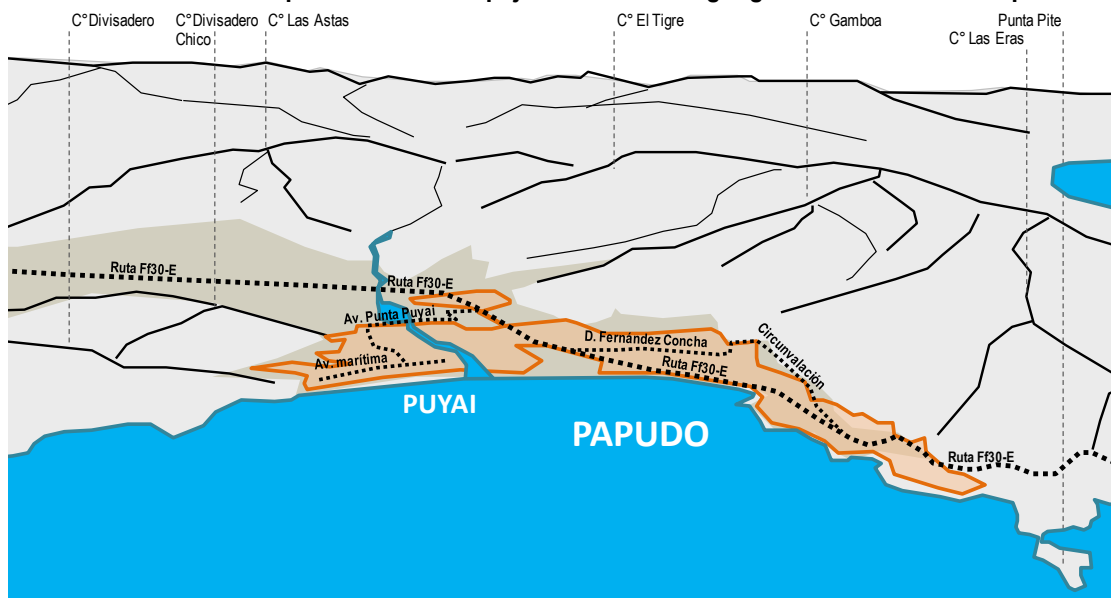 C° Divisadero
C° Divisadero
Chico
C° Las Astas
C° El Tigre
C° Gamboa
Punta Pite
C° Las Eras
Ruta Ff30-E
Ruta Ff30-E
Av. Punta Puyai
D. Fernández Concha
Circunvalación
Av. marítima
Ruta Ff30-E
PUYAI
PAPUDO
Ruta Ff30-E